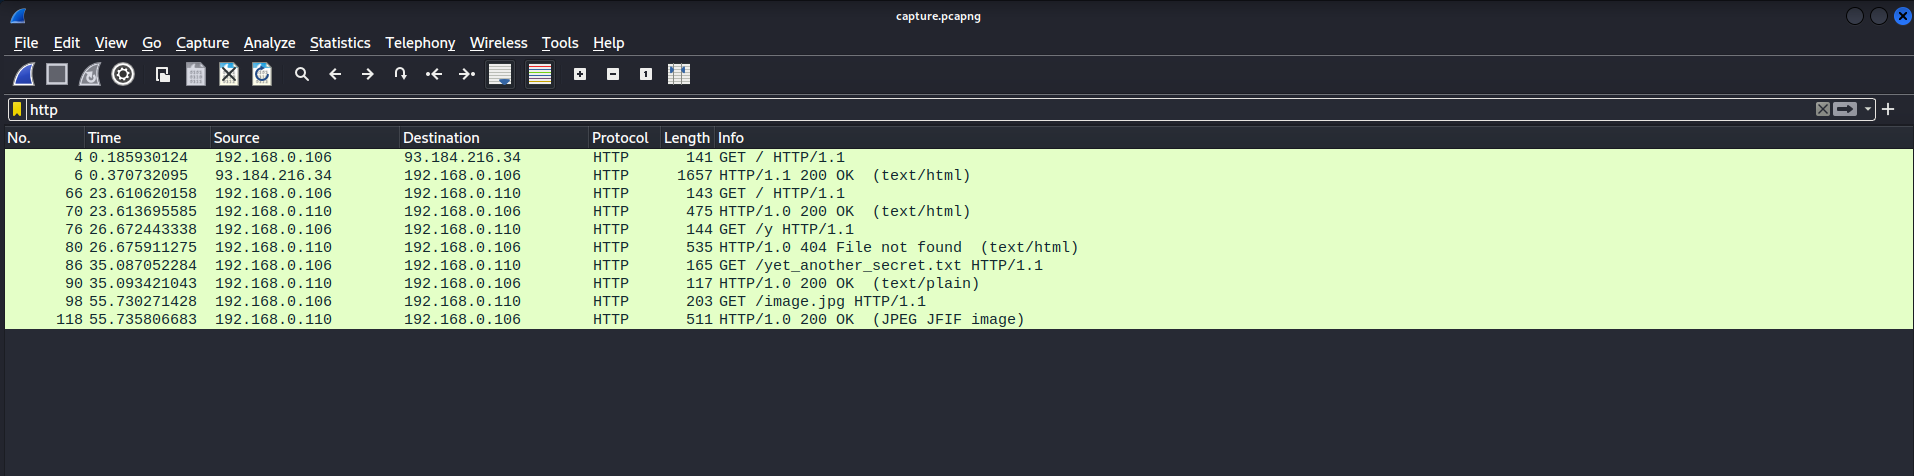 capture.pcapng
File Edit View Go Capture Analyze Statistics Telephony Wireless Tools Help
http
No. Time Source Destination Protocol Length Info
4 0.185930124 192.168.0.106 93.184.216.34 HTTP 141 GET / HTTP/1.1
6 0.370732095 93.184.216.34 192.168.0.106 HTTP 1657 HTTP/1.1 200 OK (text/html)
66 23.610620158 192.168.0.106 192.168.0.110 HTTP 143 GET / HTTP/1.1
70 23.613695585 192.168.0.110 192.168.0.106 HTTP 475 HTTP/1.0 200 OK (text/html)
76 26.672443338 192.168.0.106 192.168.0.110 HTTP 144 GET /y HTTP/1.1
80 26.675911275 192.168.0.110 192.168.0.106 HTTP 535 HTTP/1.0 404 File not found (text/html)
86 35.087052284 192.168.0.106 192.168.0.110 HTTP 165 GET /yet_another_secret.txt HTTP/1.1
90 35.093421043 192.168.0.110 192.168.0.106 HTTP 117 HTTP/1.0 200 OK (text/plain)
98 55.730271428 192.168.0.106 192.168.0.110 HTTP 203 GET /image.jpg HTTP/1.1
118 55.735806683 192.168.0.110 192.168.0.106 HTTP 511 HTTP/1.0 200 OK (JPEG JFIF image)